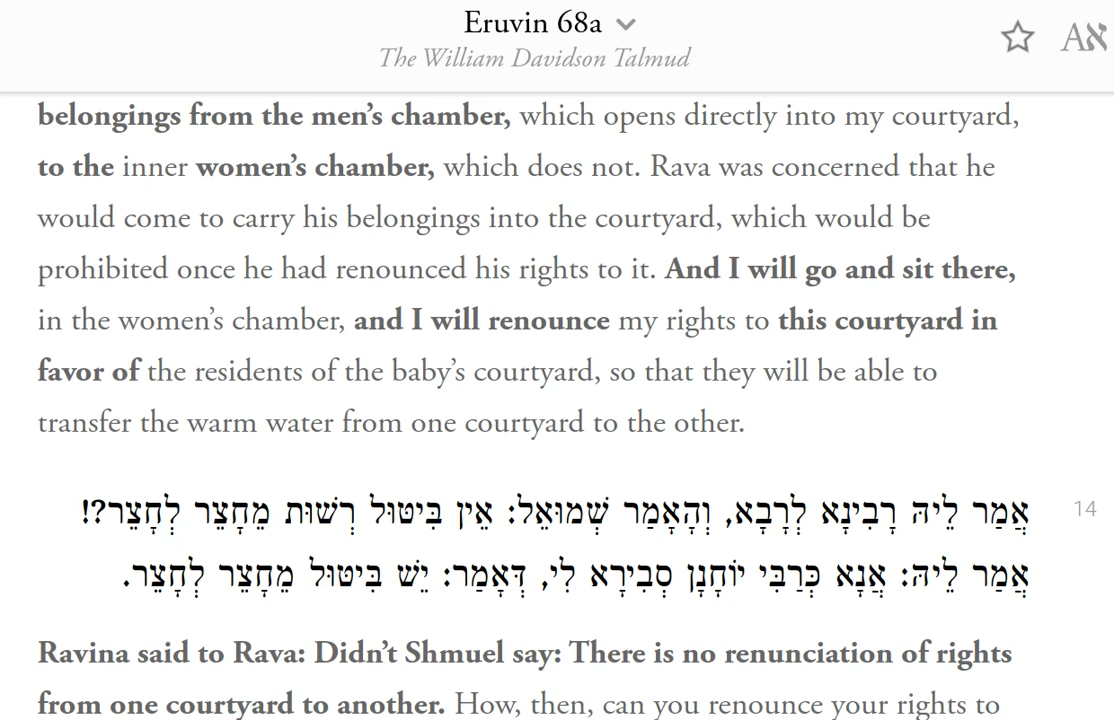 Eruvin 68a
The William Davidson Talmud
Aא
belongings from the men's chamber, which opens directly into my courtyard,
to the inner women's chamber, which does not. Rava was concerned that he
would come to carry his belongings into the courtyard, which would be
prohibited once he had renounced his rights to it. And I will go and sit there,
in the women's chamber, and I will renounce my rights to this courtyard in
favor of the residents of the baby's courtyard, so that they will be able to
transfer the warm water from one courtyard to the other.
אֲמַר לֵיהּ רָבִינָא לְרָבָא, וְהָאָמַר שְׁמוּאֵל: אֵין בִּיטּוּל רְשׁוּת מֵחָצֵר לְחָצֵר?!
14
אֲמַר לֵיהּ: אֲנָא כְּרַבִּי יוֹחָנָן סְבִירָא לִי, דְּאָמַר: יֵשׁ בִּיטּוּל מֵחָצֵר לְחָצֵר.
Ravina said to Rava: Didn't Shmuel say: There is no renunciation of rights
from one courtyard to another. How, then, can you renounce your rights to